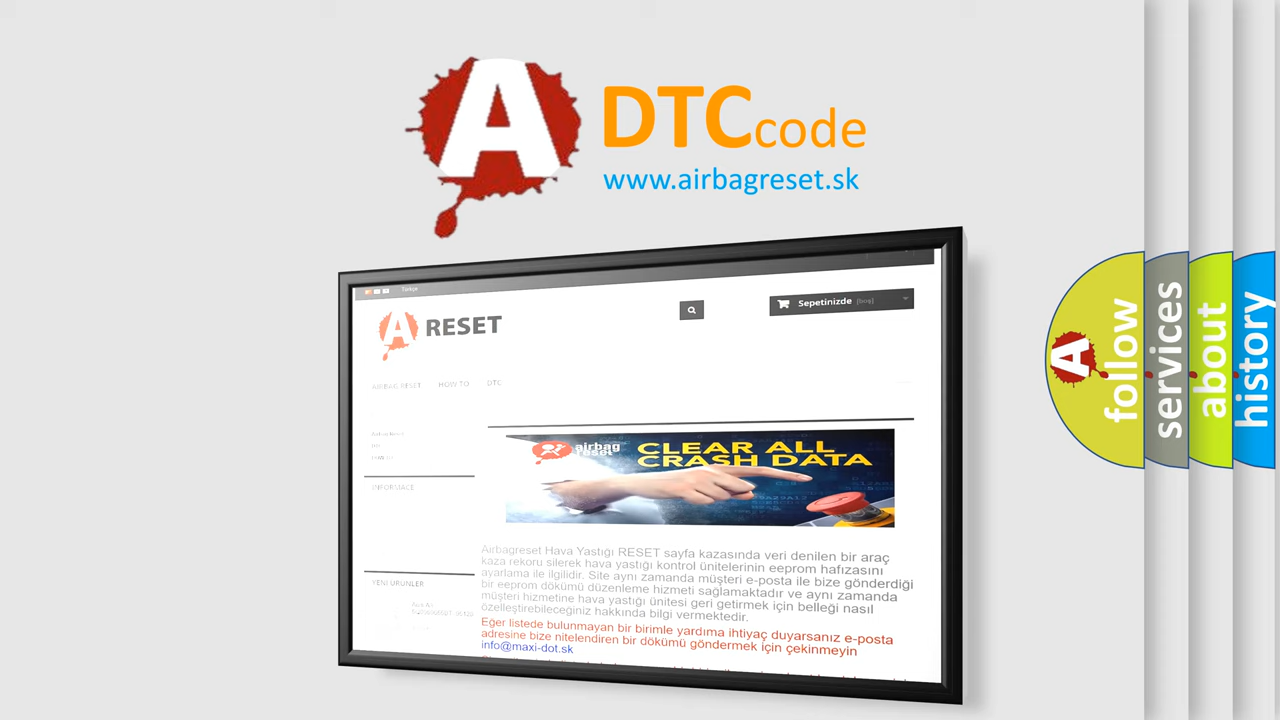 A DTC code
www.airbagreset.sk
Türkçe
A RESET
Sepetinizde [boş]
AIRBAG RESET HOW TO DTC
INFORMACE
airbag reset
CLEAR ALL
CRASH DATA
Airbagreset Hava Yastığı RESET sayfa kazasında veri denilen bir araç
kaza rekoru silerek hava yastığı kontrol ünitelerinin eeprom hafızasını
ayarlama ile ilgilidir. Site aynı zamanda müşteri e-posta ile bize gönderdiği
bir eeprom dökümü düzenleme hizmeti sağlamaktadır ve aynı zamanda
müşteri hizmetine hava yastığı ünitesi geri getirmek için belleği nasıl
özelleştirebileceğiniz hakkında bilgi vermektedir.
Eğer listede bulunmayan bir birimle yardıma ihtiyaç duyarsanız e-posta
adresine bize nitelendiren bir dökümü göndermek için çekinmeyin
info@maxi-dot.sk
YENI ÜRÜNLER
A follow
services
about
history